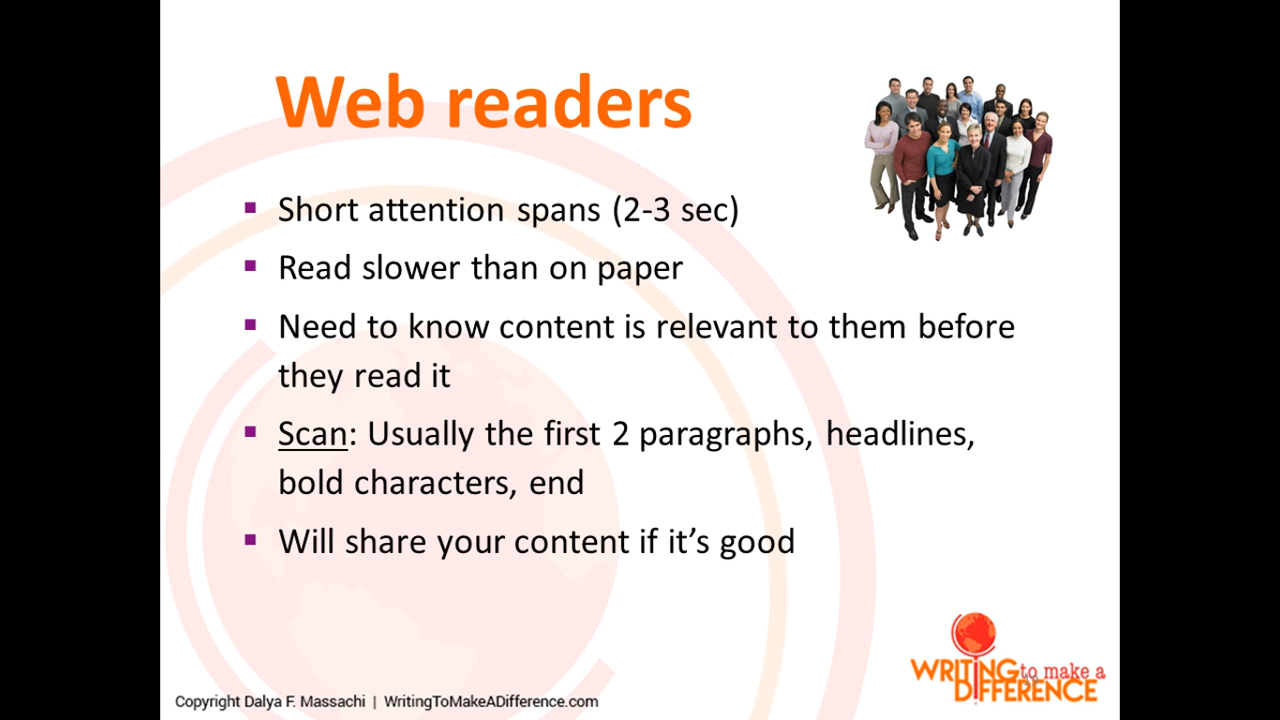 Web readers
Short attention spans (2-3 sec)
Read slower than on paper
Need to know content is relevant to them before
they read it
Scan: Usually the first 2 paragraphs, headlines,
bold characters, end
Will share your content if it’s good
WRITING to make a
DIFFERENCE
Copyright Dalya F. Massachi | WritingToMakeADifference.com